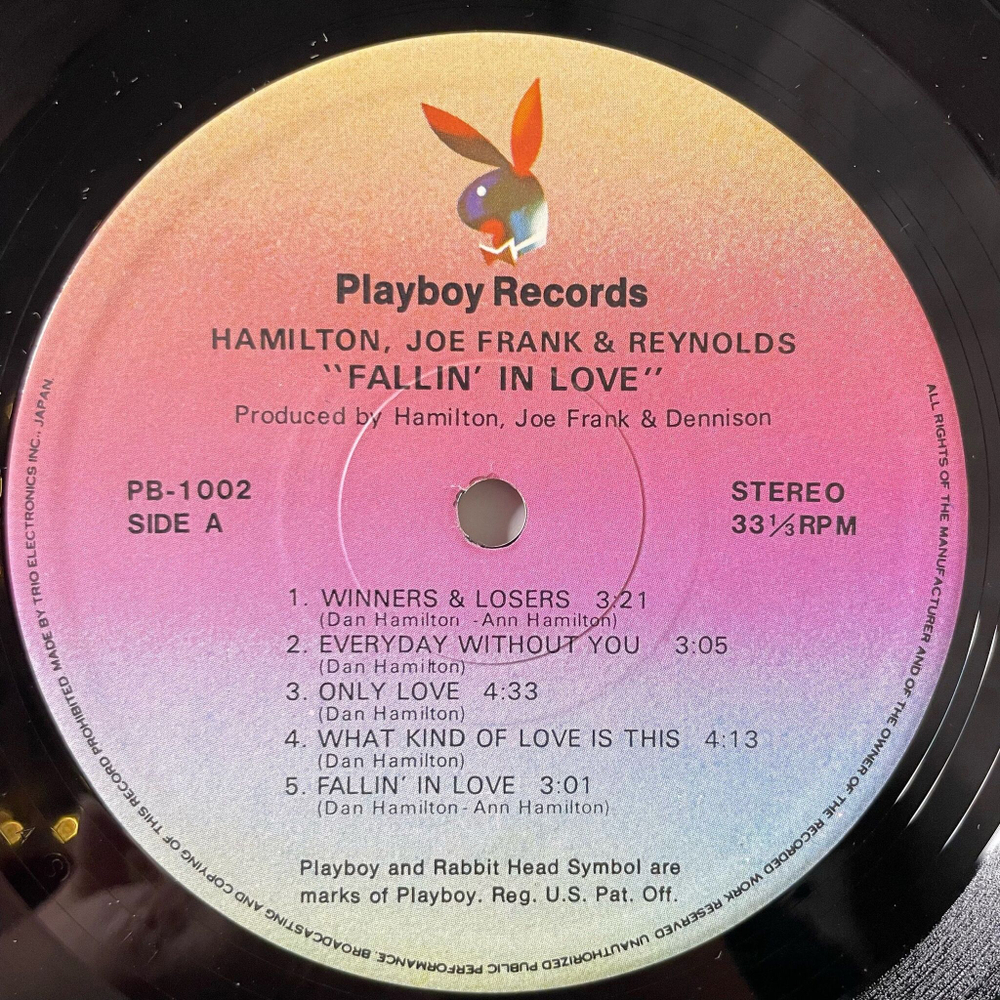 Playboy Records
HAMILTON, JOE FRANK & REYNOLDS
"FALLIN' IN LOVE"
Produced by Hamilton, Joe Frank & Dennison
PB-1002
SIDE A
STEREO
33⅓RPM
1. WINNERS & LOSERS 3:21
(Dan Hamilton -Ann Hamilton)
2. EVERYDAY WITHOUT YOU 3:05
(Dan Hamilton)
3. ONLY LOVE 4:33
(Dan Hamilton)
4. WHAT KIND OF LOVE IS THIS 4:13
(Dan Hamilton)
5. FALLIN' IN LOVE 3:01
(Dan Hamilton-Ann Hamilton)
Playboy and Rabbit Head Symbol are
marks of Playboy. Reg. U.S. Pat. Off.
ALL RIGHTS OF THE MANUFACTURER AND OF THE OWNER OF THE RECORDED WORK RESERVED UNAUTHORIZED PUBLIC PERFORMANCE. BROADCASTING AND COPYING OF THIS RECORD PROHIBITED MADE BY TRIO ELECTRONICS INC., JAPAN.